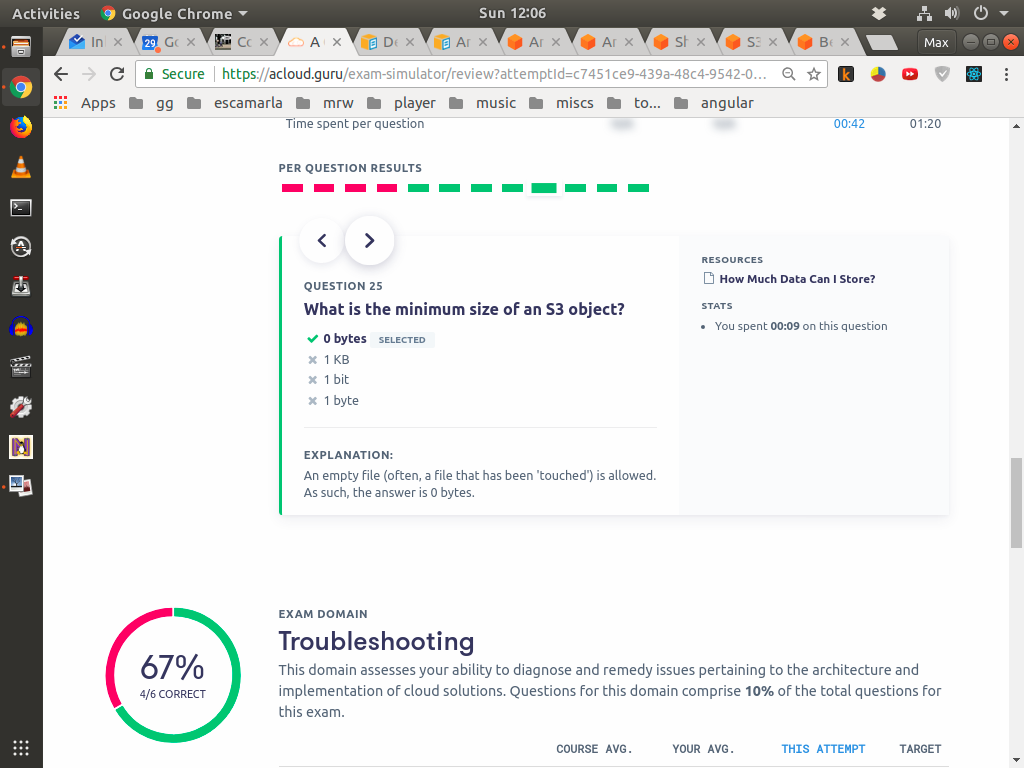 Activities Google Chrome Sun 12:06
In 29 Go Co A De Ar Ar Ar Sh S3 Be Max
Secure https://acloud.guru/exam-simulator/review?attemptId=c7451ce9-439a-48c4-9542-0...
Apps gg escamarla mrw player music miscs to... angular
Time spent per question 00:42 01:20
PER QUESTION RESULTS
QUESTION 25
What is the minimum size of an S3 object?
0 bytes SELECTED
1 KB
1 bit
1 byte
EXPLANATION:
An empty file (often, a file that has been 'touched') is allowed.
As such, the answer is 0 bytes.
RESOURCES
How Much Data Can I Store?
STATS
You spent 00:09 on this question
67%
4/6 CORRECT
EXAM DOMAIN
Troubleshooting
This domain assesses your ability to diagnose and remedy issues pertaining to the architecture and
implementation of cloud solutions. Questions for this domain comprise 10% of the total questions for
this exam.
COURSE AVG. YOUR AVG. THIS ATTEMPT TARGET